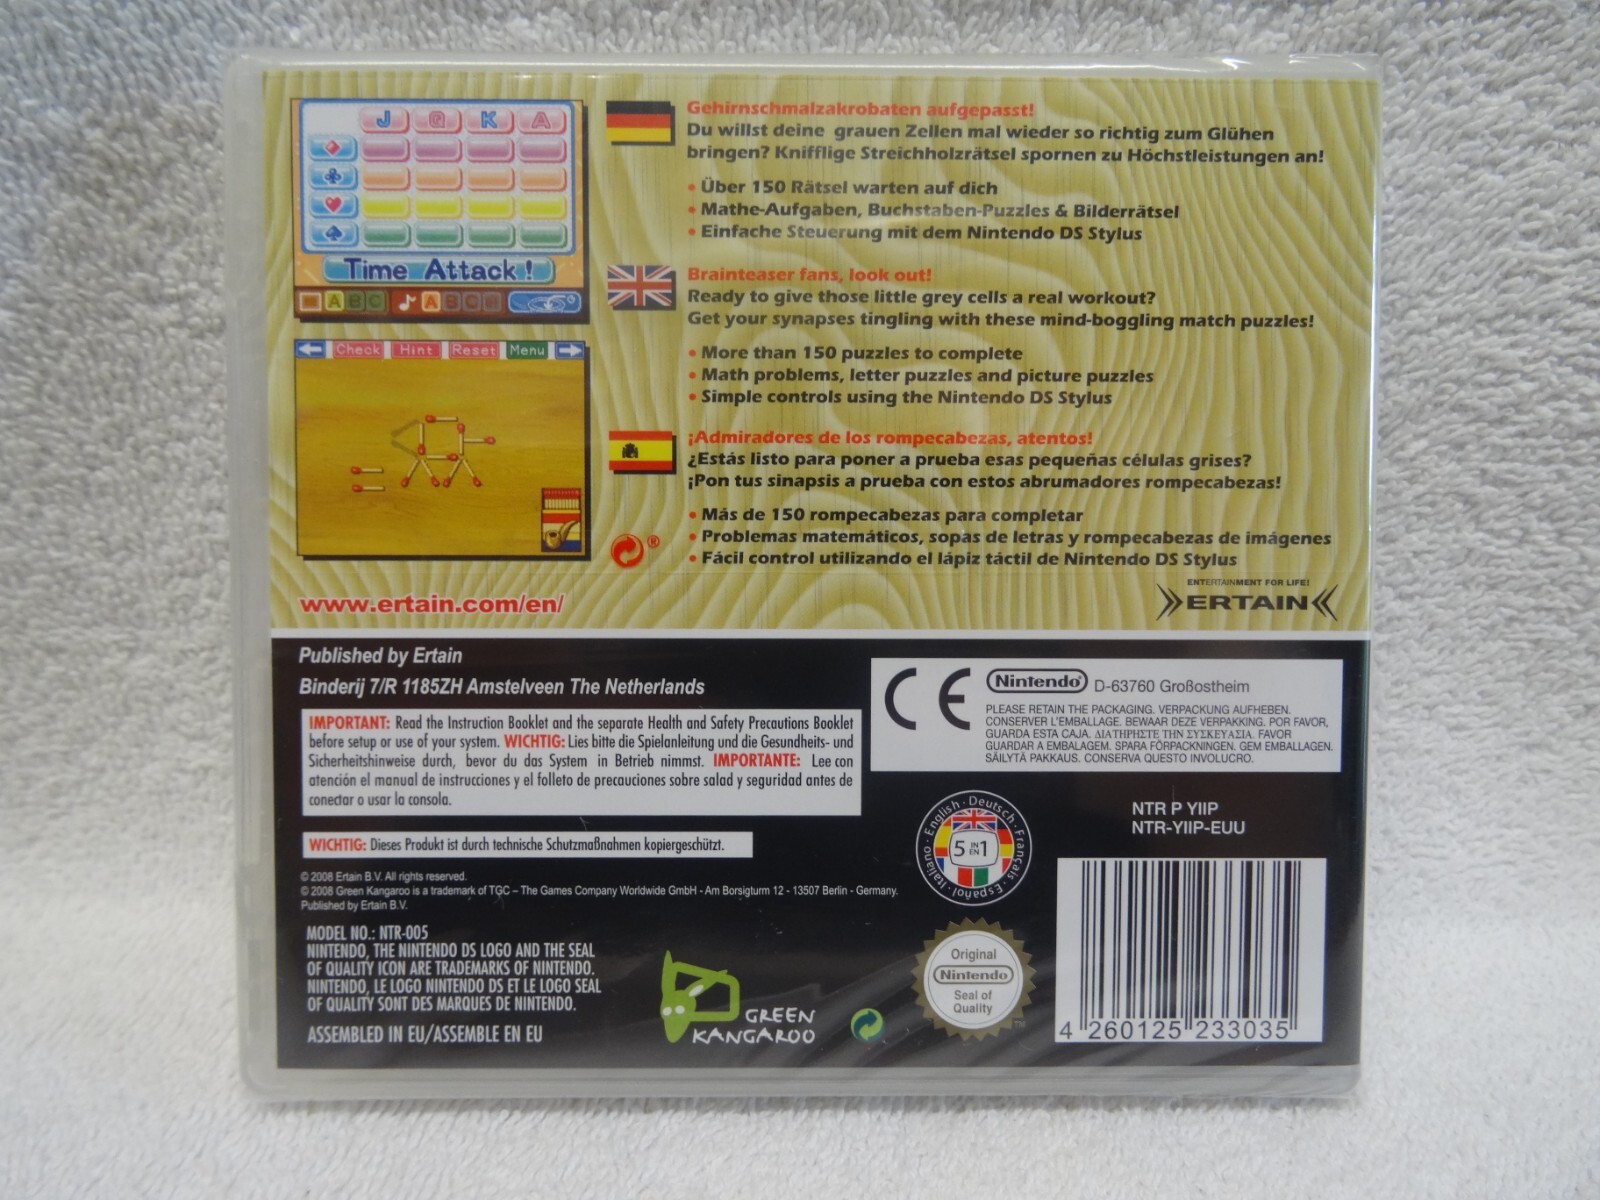 J Q K A
Time Attack!
ABC ABCR
Check Hint Reset Menu
Gehirnschmalzakrobaten aufgepasst!
Du willst deine grauen Zellen mal wieder so richtig zum Glühen
bringen? Knifflige Streichholzrätsel spornen zu Höchstleistungen an!
• Über 150 Rätsel warten auf dich
• Mathe-Aufgaben, Buchstaben-Puzzles & Bilderrätsel
• Einfache Steuerung mit dem Nintendo DS Stylus
Brainteaser fans, look out!
Ready to give those little grey cells a real workout?
Get your synapses tingling with these mind-boggling match puzzles!
• More than 150 puzzles to complete
• Math problems, letter puzzles and picture puzzles
• Simple controls using the Nintendo DS Stylus
¡Admiradores de los rompecabezas, atentos!
¿Estás listo para poner a prueba esas pequeñas células grises?
¡Pon tus sinapsis a prueba con estos abrumadores rompecabezas!
• Más de 150 rompecabezas para completar
• Problemas matemáticos, sopas de letras y rompecabezas de imágenes
• Fácil control utilizando el lápiz táctil de Nintendo DS Stylus
®
www.ertain.com/en/
ENTERTAINMENT FOR LIFE!
ERTAIN
Published by Ertain
Binderij 7/R 1185ZH Amstelveen The Netherlands
IMPORTANT: Read the Instruction Booklet and the separate Health and Safety Precautions Booklet
before setup or use of your system. WICHTIG: Lies bitte die Spielanleitung und die Gesundheits- und
Sicherheitshinweise durch, bevor du das System in Betrieb nimmst. IMPORTANTE: Lee con
atención el manual de instrucciones y el folleto de precauciones sobre salud y seguridad antes de
conectar o usar la consola.
WICHTIG: Dieses Produkt ist durch technische Schutzmaßnahmen kopiergeschützt.
© 2008 Ertain B.V. All rights reserved.
© 2008 Green Kangaroo is a trademark of TGC – The Games Company Worldwide GmbH - Am Borsigturm 12 - 13507 Berlin - Germany.
Published by Ertain B.V.
MODEL NO.: NTR-005
NINTENDO, THE NINTENDO DS LOGO AND THE SEAL
OF QUALITY ICON ARE TRADEMARKS OF NINTENDO.
NINTENDO, LE LOGO NINTENDO DS ET LE LOGO SEAL
OF QUALITY SONT DES MARQUES DE NINTENDO.
ASSEMBLED IN EU/ASSEMBLE EN EU
GREEN
KANGAROO
CE Nintendo D-63760 Großostheim
PLEASE RETAIN THE PACKAGING. VERPACKUNG AUFHEBEN.
CONSERVER L'EMBALLAGE. BEWAAR DEZE VERPAKKING. POR FAVOR,
GUARDA ESTA CAJA. ΔΙΑΤΗΡΗΣΤΕ ΤΗΝ ΣΥΣΚΕΥΑΣΙΑ. FAVOR
GUARDAR A EMBALAGEM. SPARA FÖRPACKNINGEN. GEM EMBALLAGEN.
SÄILYTÄ PAKKAUS. CONSERVA QUESTO INVOLUCRO.
English · Deutsch · Français · Español · Italiano
5 IN EN 1
NTR P YIIP
NTR-YIIP-EUU
Original
Nintendo
Seal of
Quality
TM
4 260125 233035